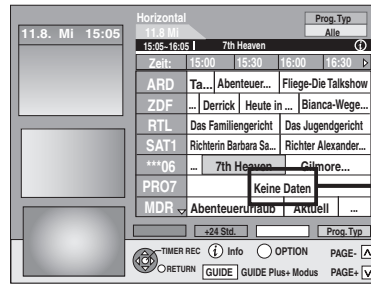 Horizontal
Prog.Typ
11.8. Mi 15:05
11.8 Mi
Alle
15:05-16:05 7th Heaven
Zeit: 15:00 15:30 16:00 16:30
ARD Ta... Abenteuer... Fliege-Die Talkshow
ZDF ... Derrick Heute in ... Bianca-Wege...
RTL Das Familiengericht Das Jugendgericht
SAT1 Richterin Barbara Sa... Richter Alexander...
***06 ... 7th Heaven Gilmore...
PRO7 Keine Daten
MDR Abenteuerurlaub Aktuell ...
+24 Std. Prog.Typ
TIMER REC i Info OPTION PAGE-
RETURN GUIDE GUIDE Plus+ Modus PAGE+